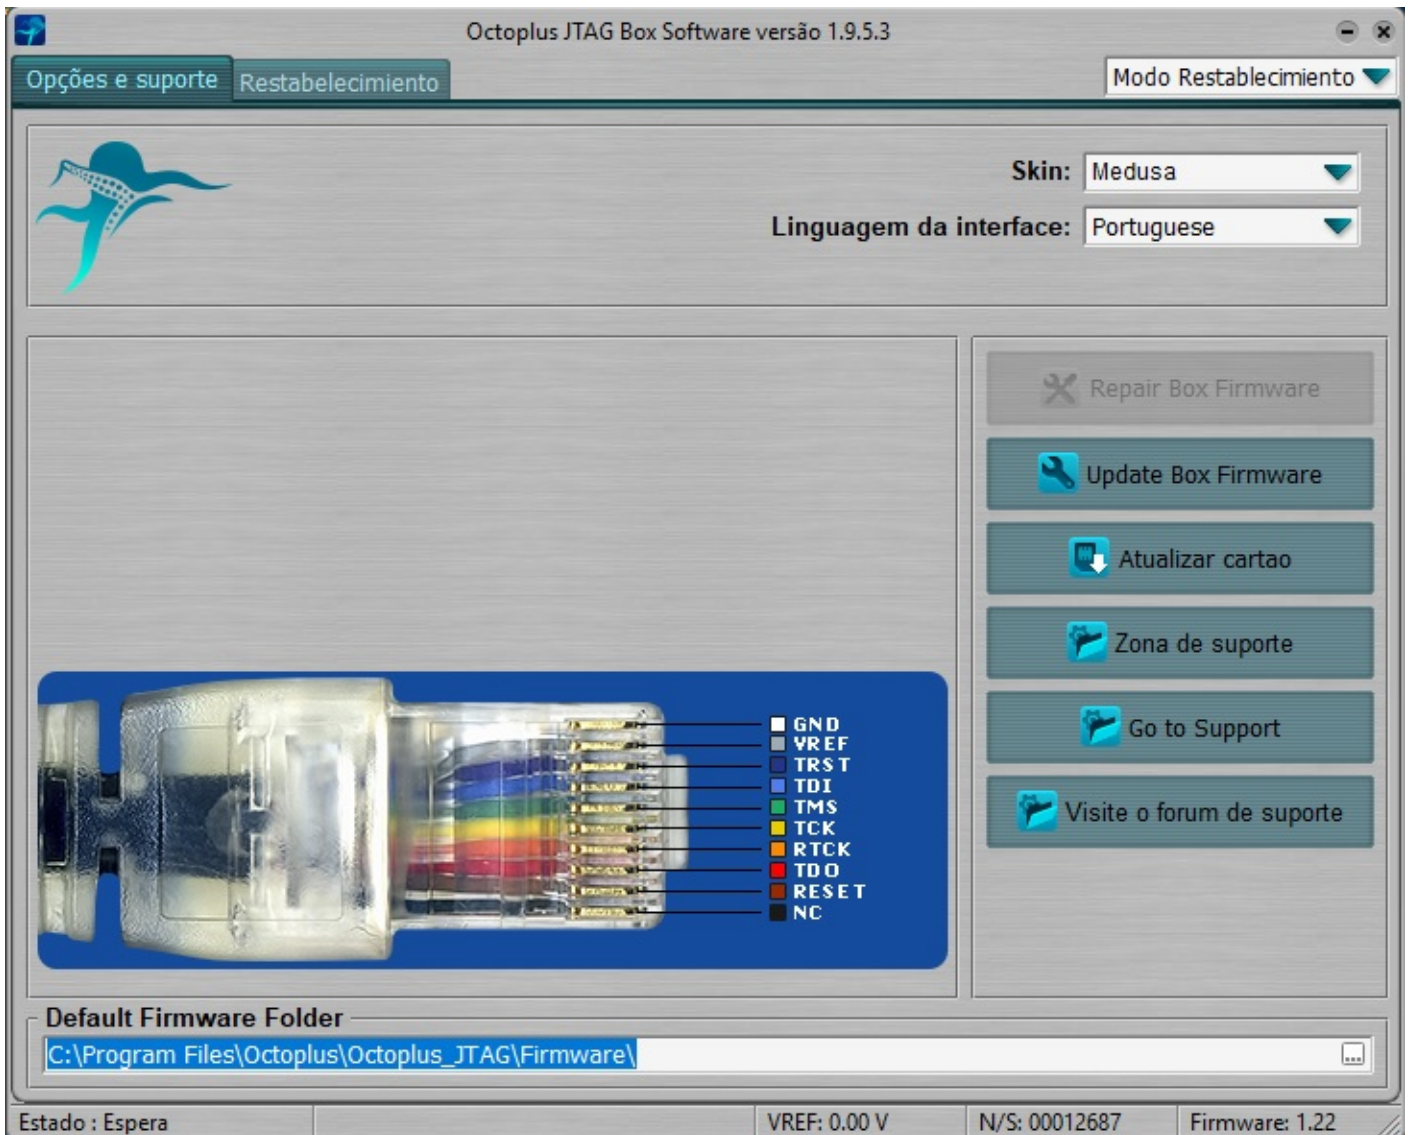 Octoplus JTAG Box Software versão 1.9.5.3
Opções e suporte
Restabelecimiento
Modo Restablecimiento
Skin: Medusa
Linguagem da interface: Portuguese
Repair Box Firmware
Update Box Firmware
Atualizar cartao
Zona de suporte
Go to Support
Visite o forum de suporte
GND
VREF
TRST
TDI
TMS
TCK
RTCK
TDO
RESET
NC
Default Firmware Folder
C:\Program Files\Octoplus\Octoplus_JTAG\Firmware\
...
Estado : Espera
VREF: 0.00 V
N/S: 00012687
Firmware: 1.22